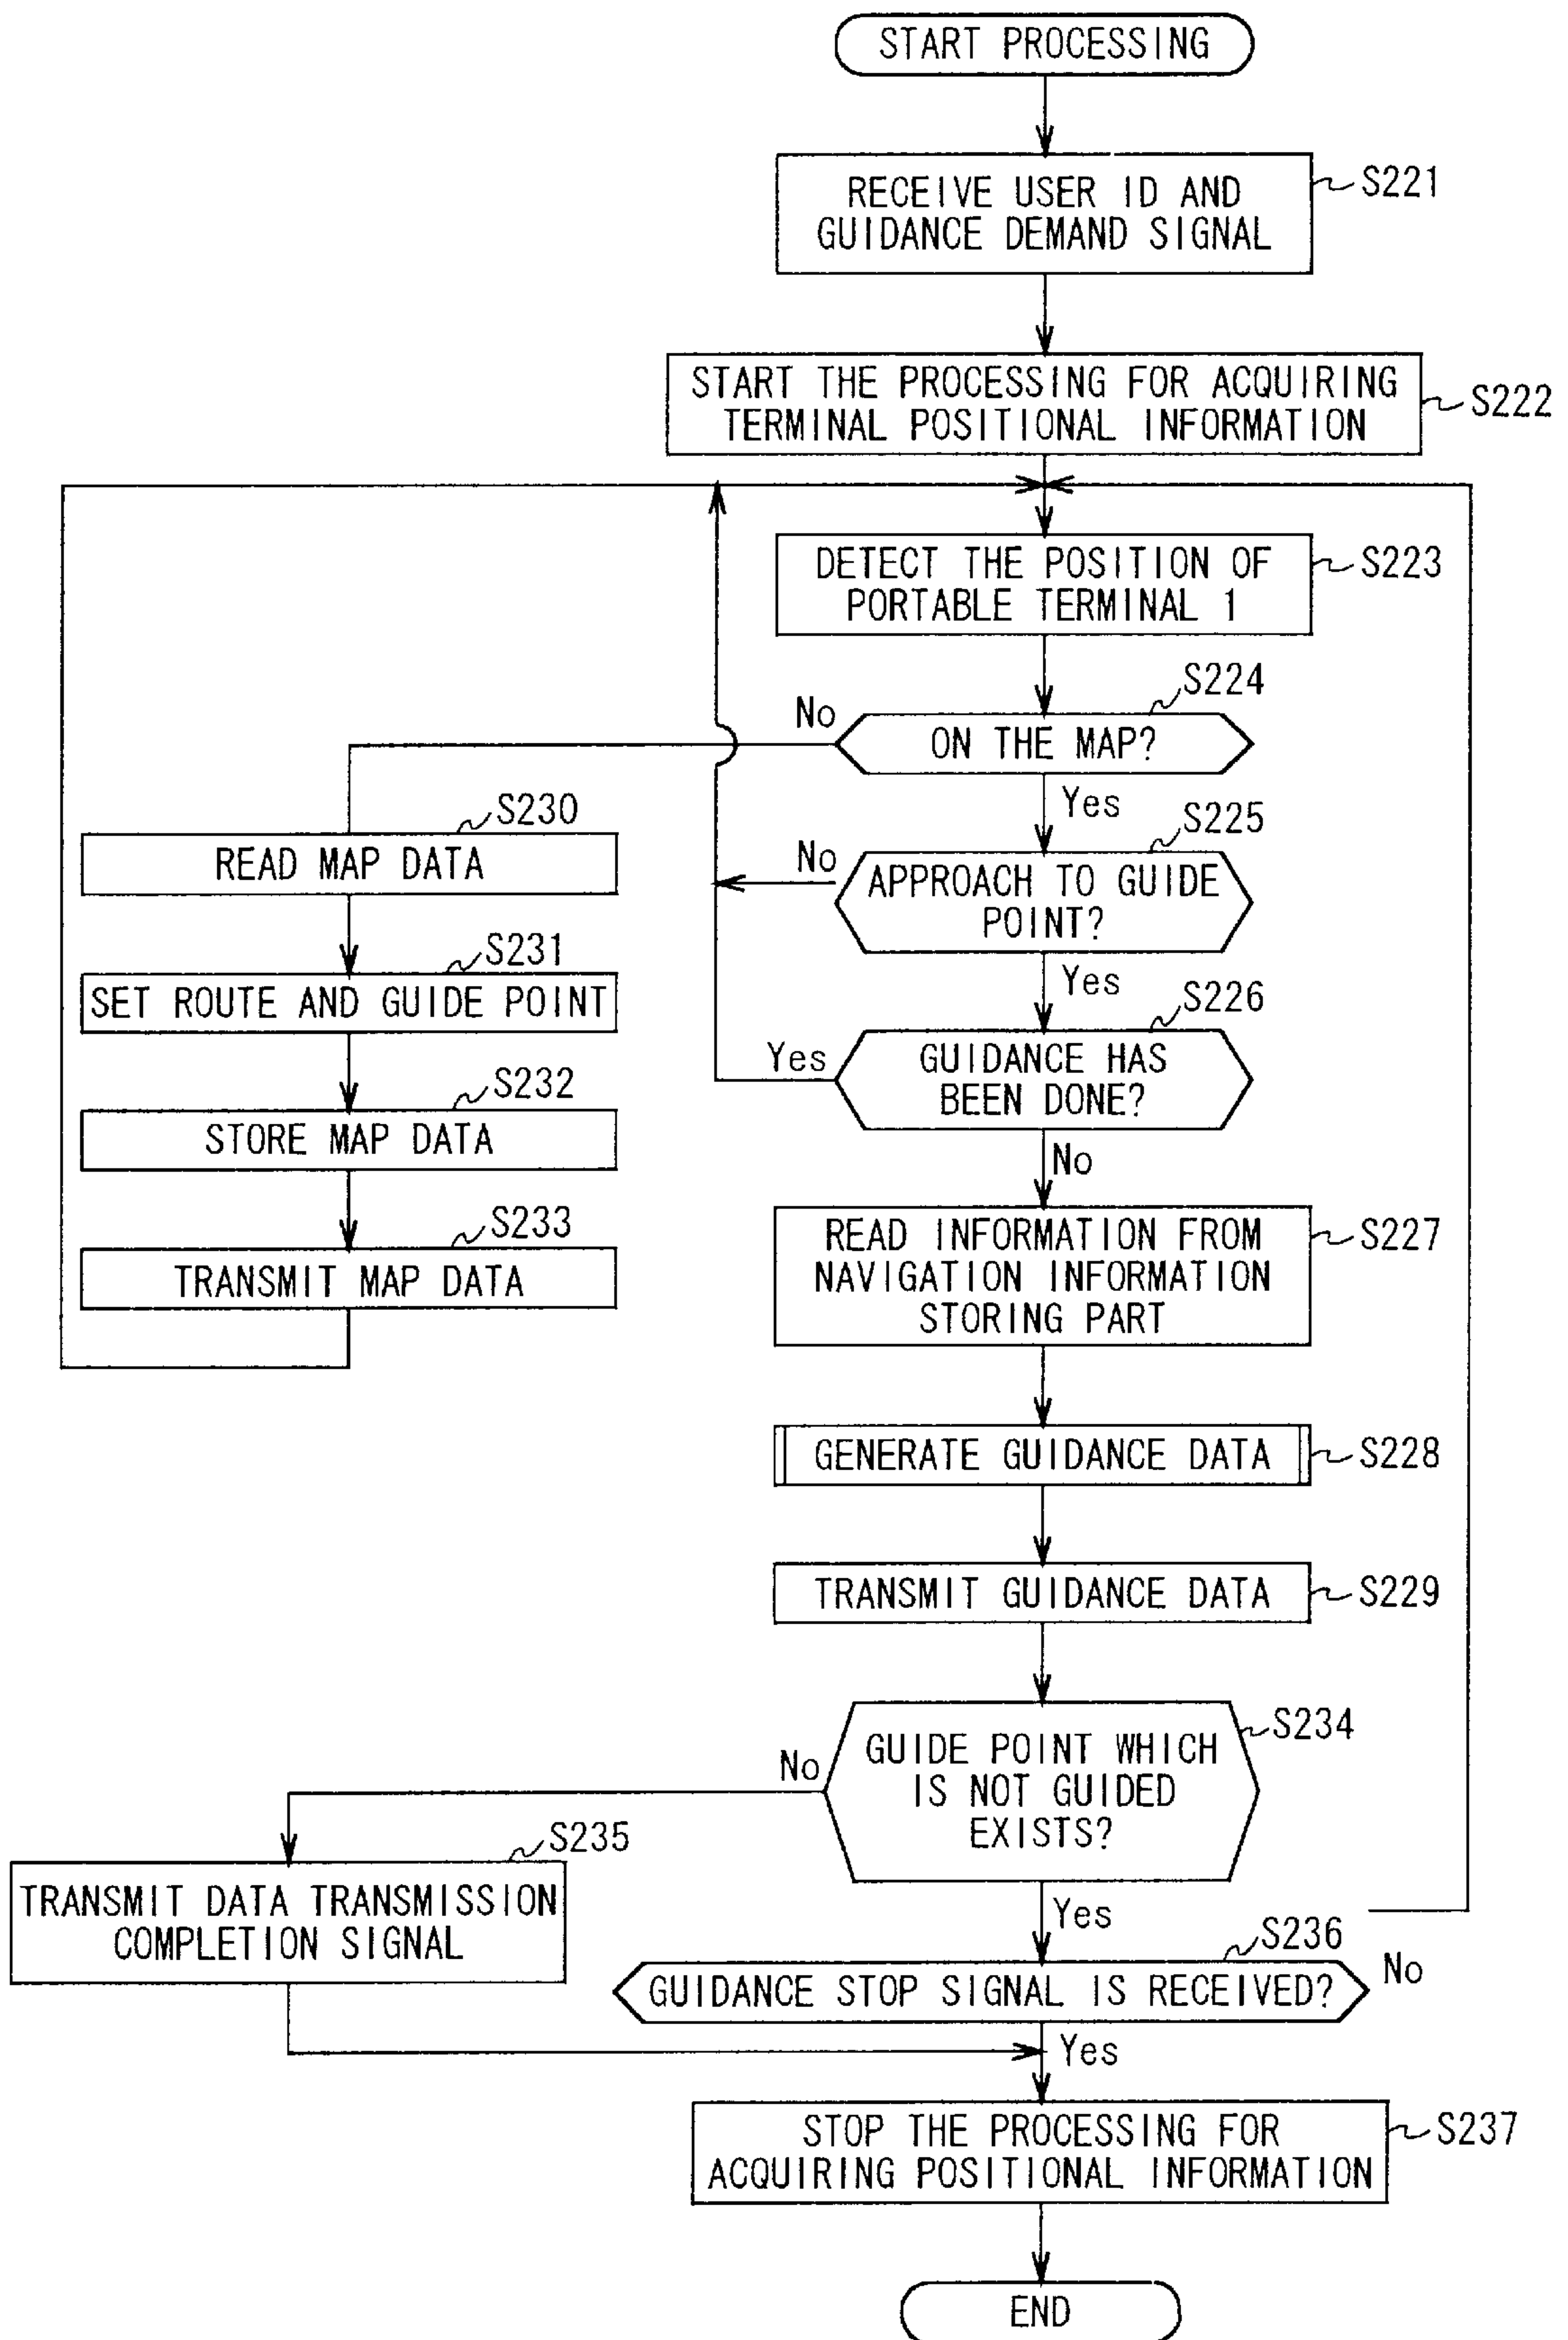 START PROCESSING
RECEIVE USER ID AND
GUIDANCE DEMAND SIGNAL
S221
START THE PROCESSING FOR ACQUIRING
TERMINAL POSITIONAL INFORMATION
S222
DETECT THE POSITION OF
PORTABLE TERMINAL 1
S223
S224
No
ON THE MAP?
Yes
S225
No
APPROACH TO GUIDE
POINT?
Yes
S226
Yes
GUIDANCE HAS
BEEN DONE?
No
S230
READ MAP DATA
S231
SET ROUTE AND GUIDE POINT
S232
STORE MAP DATA
S233
TRANSMIT MAP DATA
READ INFORMATION FROM
NAVIGATION INFORMATION
STORING PART
S227
GENERATE GUIDANCE DATA
S228
TRANSMIT GUIDANCE DATA
S229
S234
No
GUIDE POINT WHICH
IS NOT GUIDED
EXISTS?
Yes
S235
TRANSMIT DATA TRANSMISSION
COMPLETION SIGNAL
S236
GUIDANCE STOP SIGNAL IS RECEIVED?
No
Yes
STOP THE PROCESSING FOR
ACQUIRING POSITIONAL INFORMATION
S237
END